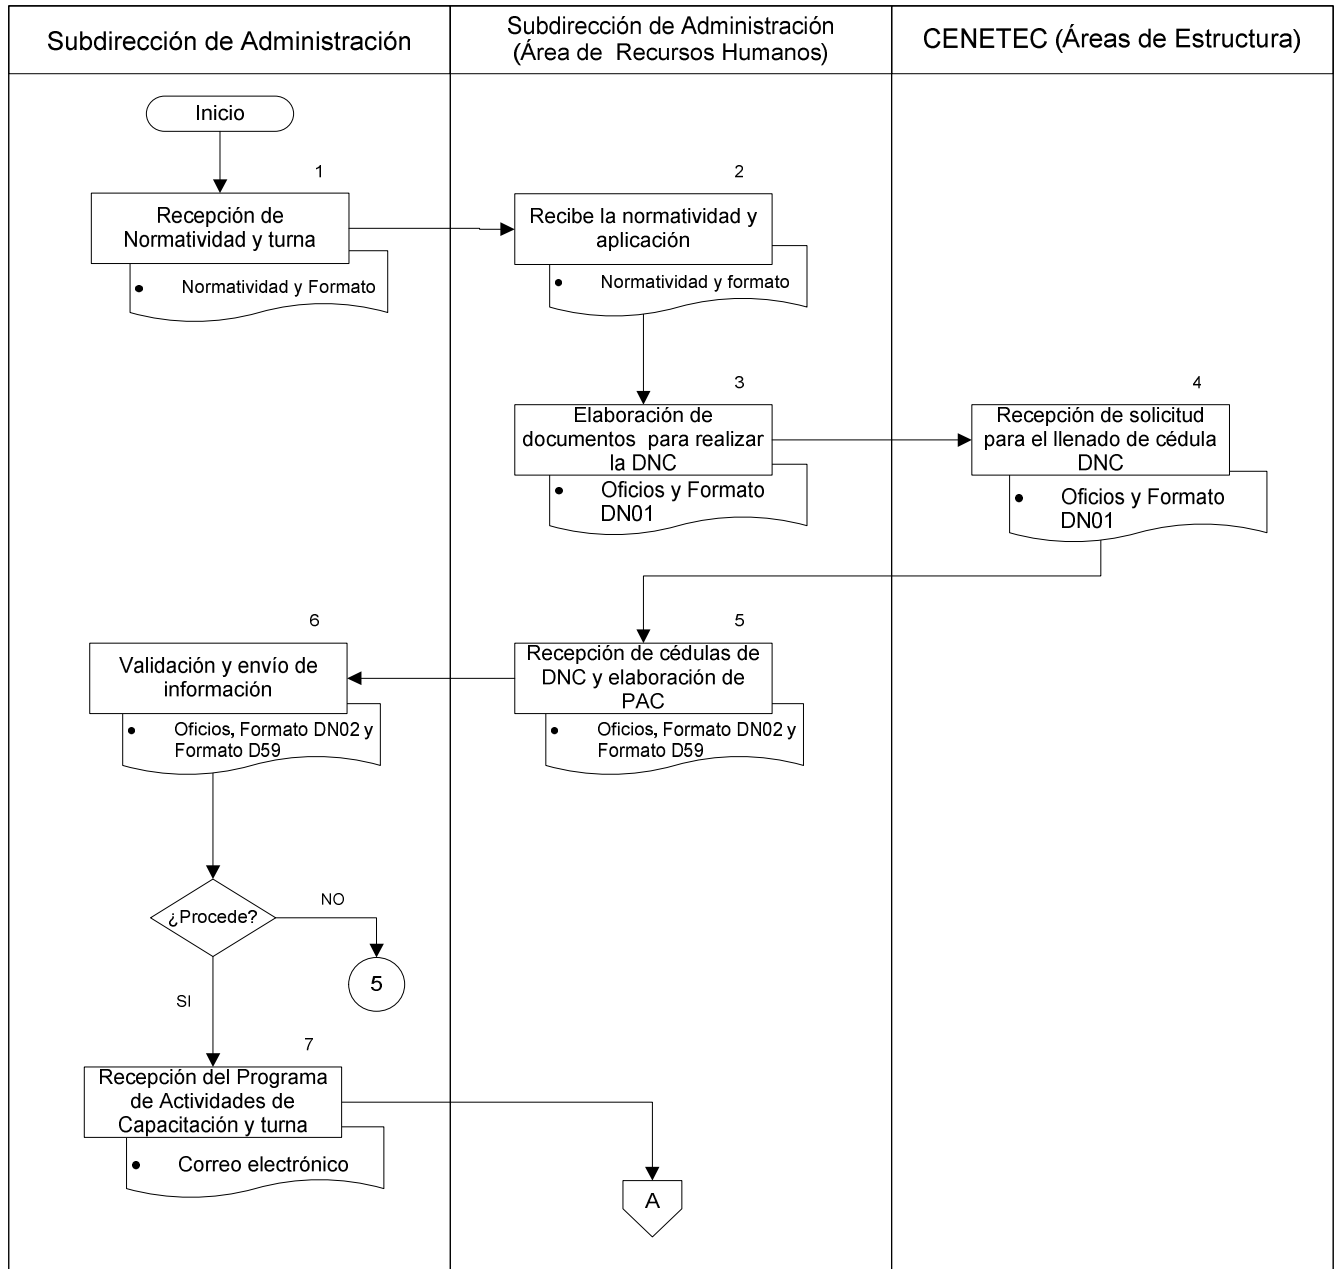 Subdirección de Administración
Subdirección de Administración
(Área de  Recursos Humanos)
CENETEC (Áreas de Estructura)
Inicio
1
Recepción de
Normatividad y turna
• Normatividad y Formato
2
Recibe la normatividad y
aplicación
• Normatividad y formato
3
Elaboración de
documentos  para realizar
la DNC
• Oficios y Formato
DN01
4
Recepción de solicitud
para el llenado de cédula
DNC
• Oficios y Formato
DN01
5
Recepción de cédulas de
DNC y elaboración de
PAC
• Oficios, Formato DN02 y
Formato D59
6
Validación y envío de
información
• Oficios, Formato DN02 y
Formato D59
¿Procede?
NO
5
SI
7
Recepción del Programa
de Actividades de
Capacitación y turna
• Correo electrónico
A